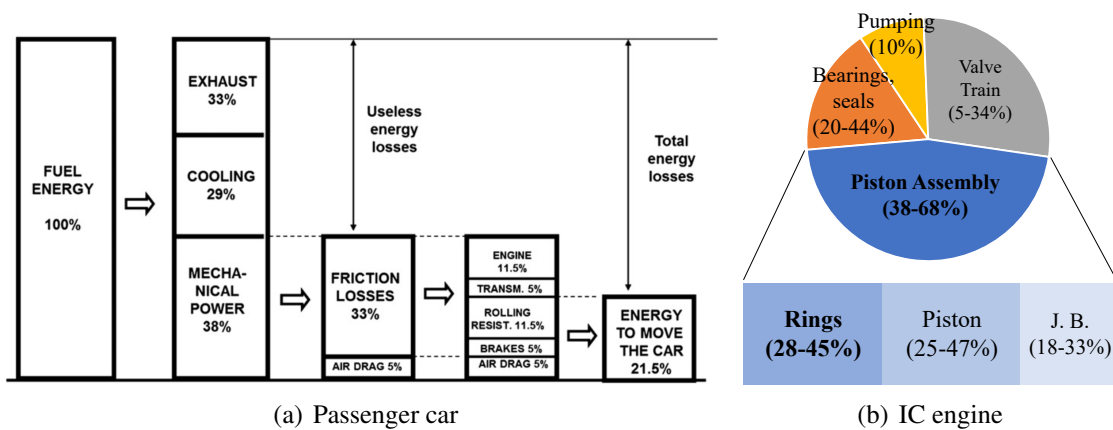 FUEL
ENERGY
100%
EXHAUST
33%
COOLING
29%
MECHA-
NICAL
POWER
38%
Useless
energy
losses
FRICTION
LOSSES
33%
AIR DRAG 5%
ENGINE
11.5%
TRANSM. 5%
ROLLING
RESIST. 11.5%
BRAKES 5%
AIR DRAG 5%
Total
energy
losses
ENERGY
TO MOVE
THE CAR
21.5%
(a) Passenger car
Pumping
(10%)
Bearings,
seals
(20-44%)
Valve
Train
(5-34%)
Piston Assembly
(38-68%)
Rings
(28-45%)
Piston
(25-47%)
J. B.
(18-33%)
(b) IC engine